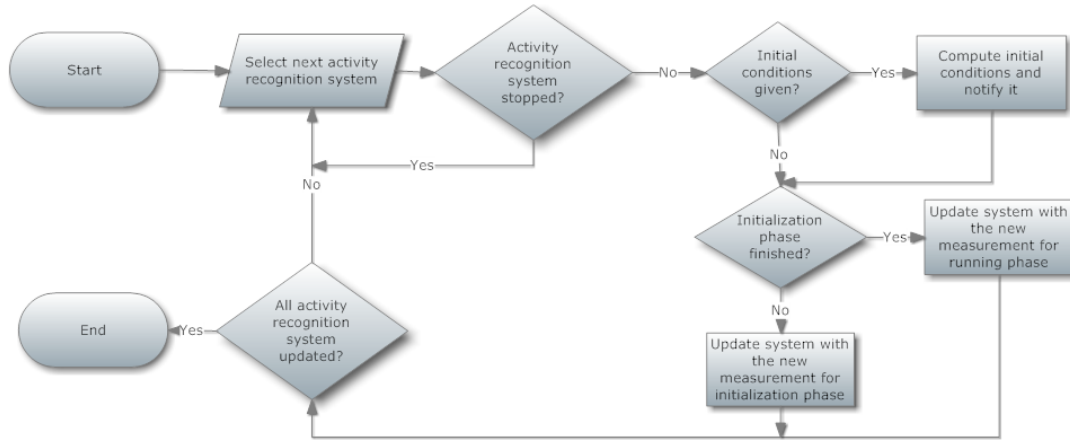 Start
Select next activity
recognition system
Activity
recognition
system
stopped?
No
Initial
conditions
given?
Yes
Compute initial
conditions and
notify it
Yes
No
No
Initialization
phase
finished?
Yes
Update system with
the new
measurement for
running phase
No
Update system with
the new
measurement for
initialization phase
All activity
recognition
system
updated?
Yes
End